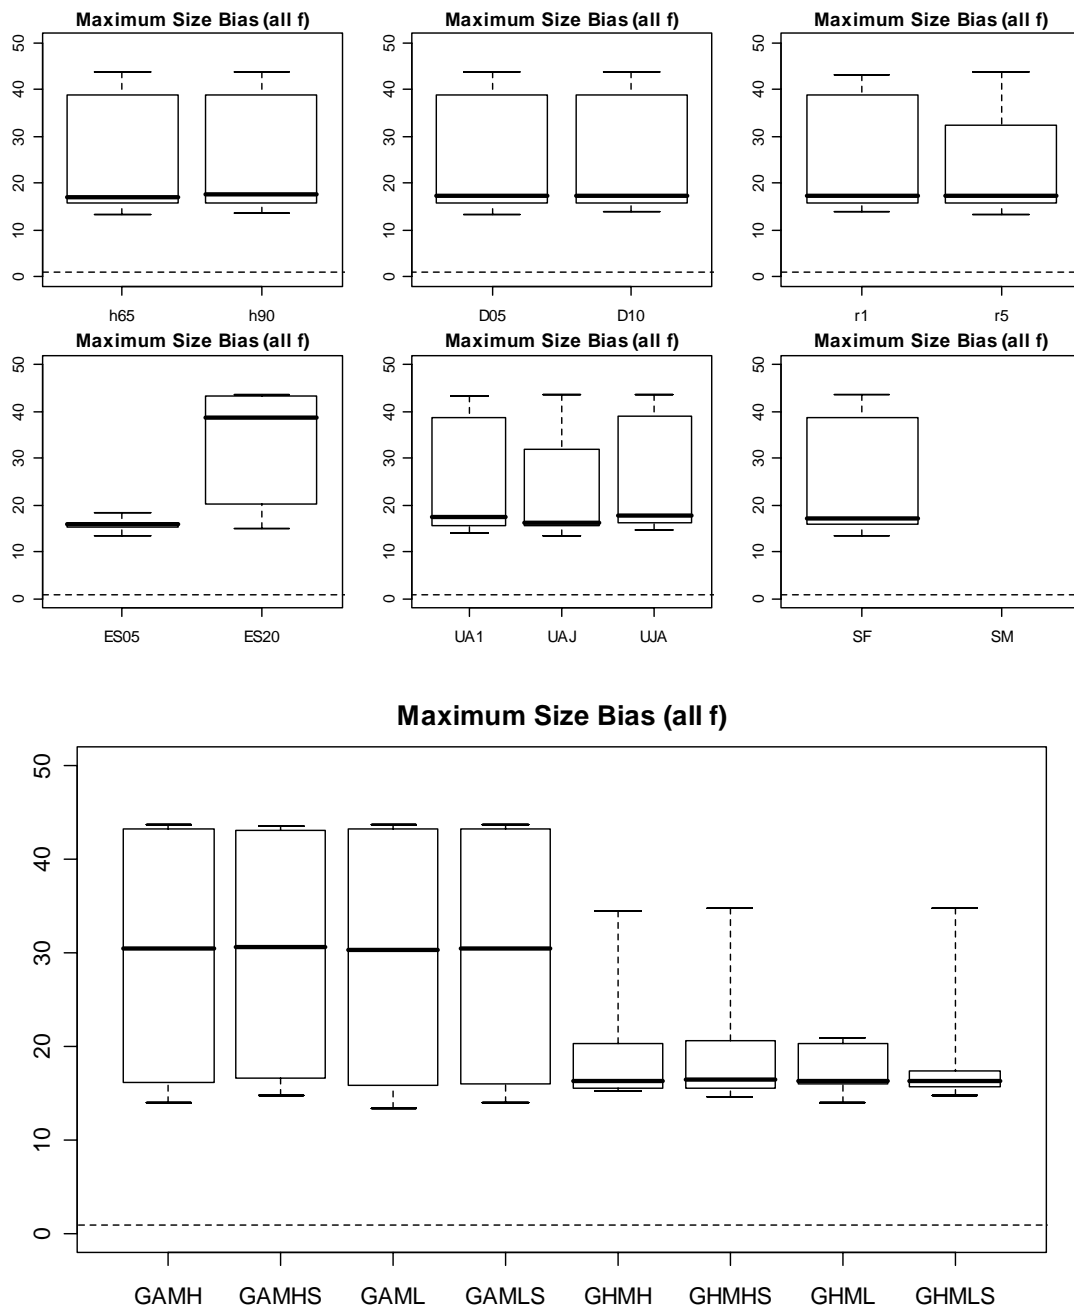 Maximum Size Bias (all f) Maximum Size Bias (all f) Maximum Size Bias (all f)
50 50 50
40 40 40
30 30 30
20 20 20
10 10 10
0 0 0
h65 h90 D05 D10 r1 r5
Maximum Size Bias (all f) Maximum Size Bias (all f) Maximum Size Bias (all f)
50 50 50
40 40 40
30 30 30
20 20 20
10 10 10
0 0 0
ES05 ES20 UA1 UAJ UJA SF SM
Maximum Size Bias (all f)
50
40
30
20
10
0
GAMH GAMHS GAML GAMLS GHMH GHMHS GHML GHMLS